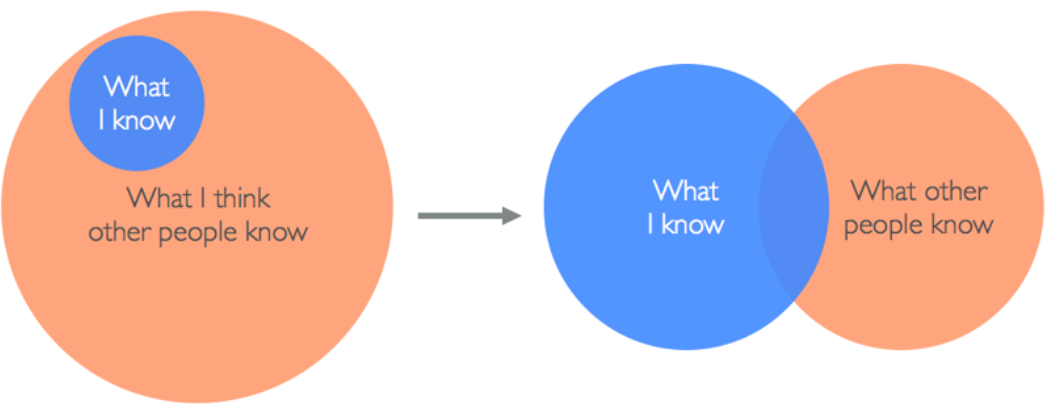 What
I know
What I think
other people know
What
I know
What other
people know